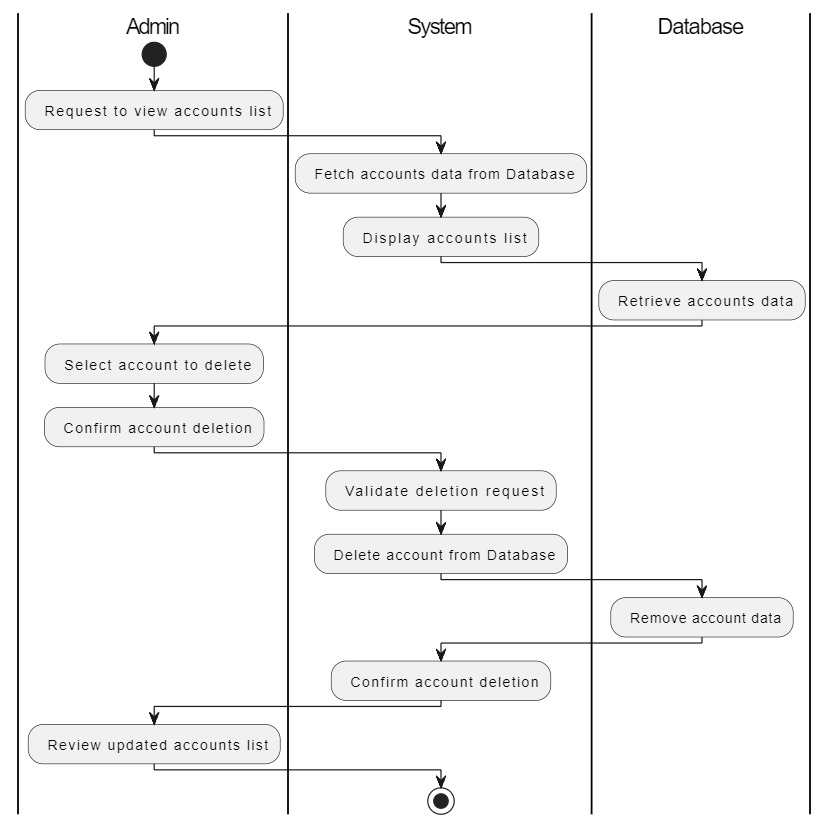 Admin
System
Database
Request to view accounts list
Fetch accounts data from Database
Display accounts list
Retrieve accounts data
Select account to delete
Confirm account deletion
Validate deletion request
Delete account from Database
Remove account data
Confirm account deletion
Review updated accounts list